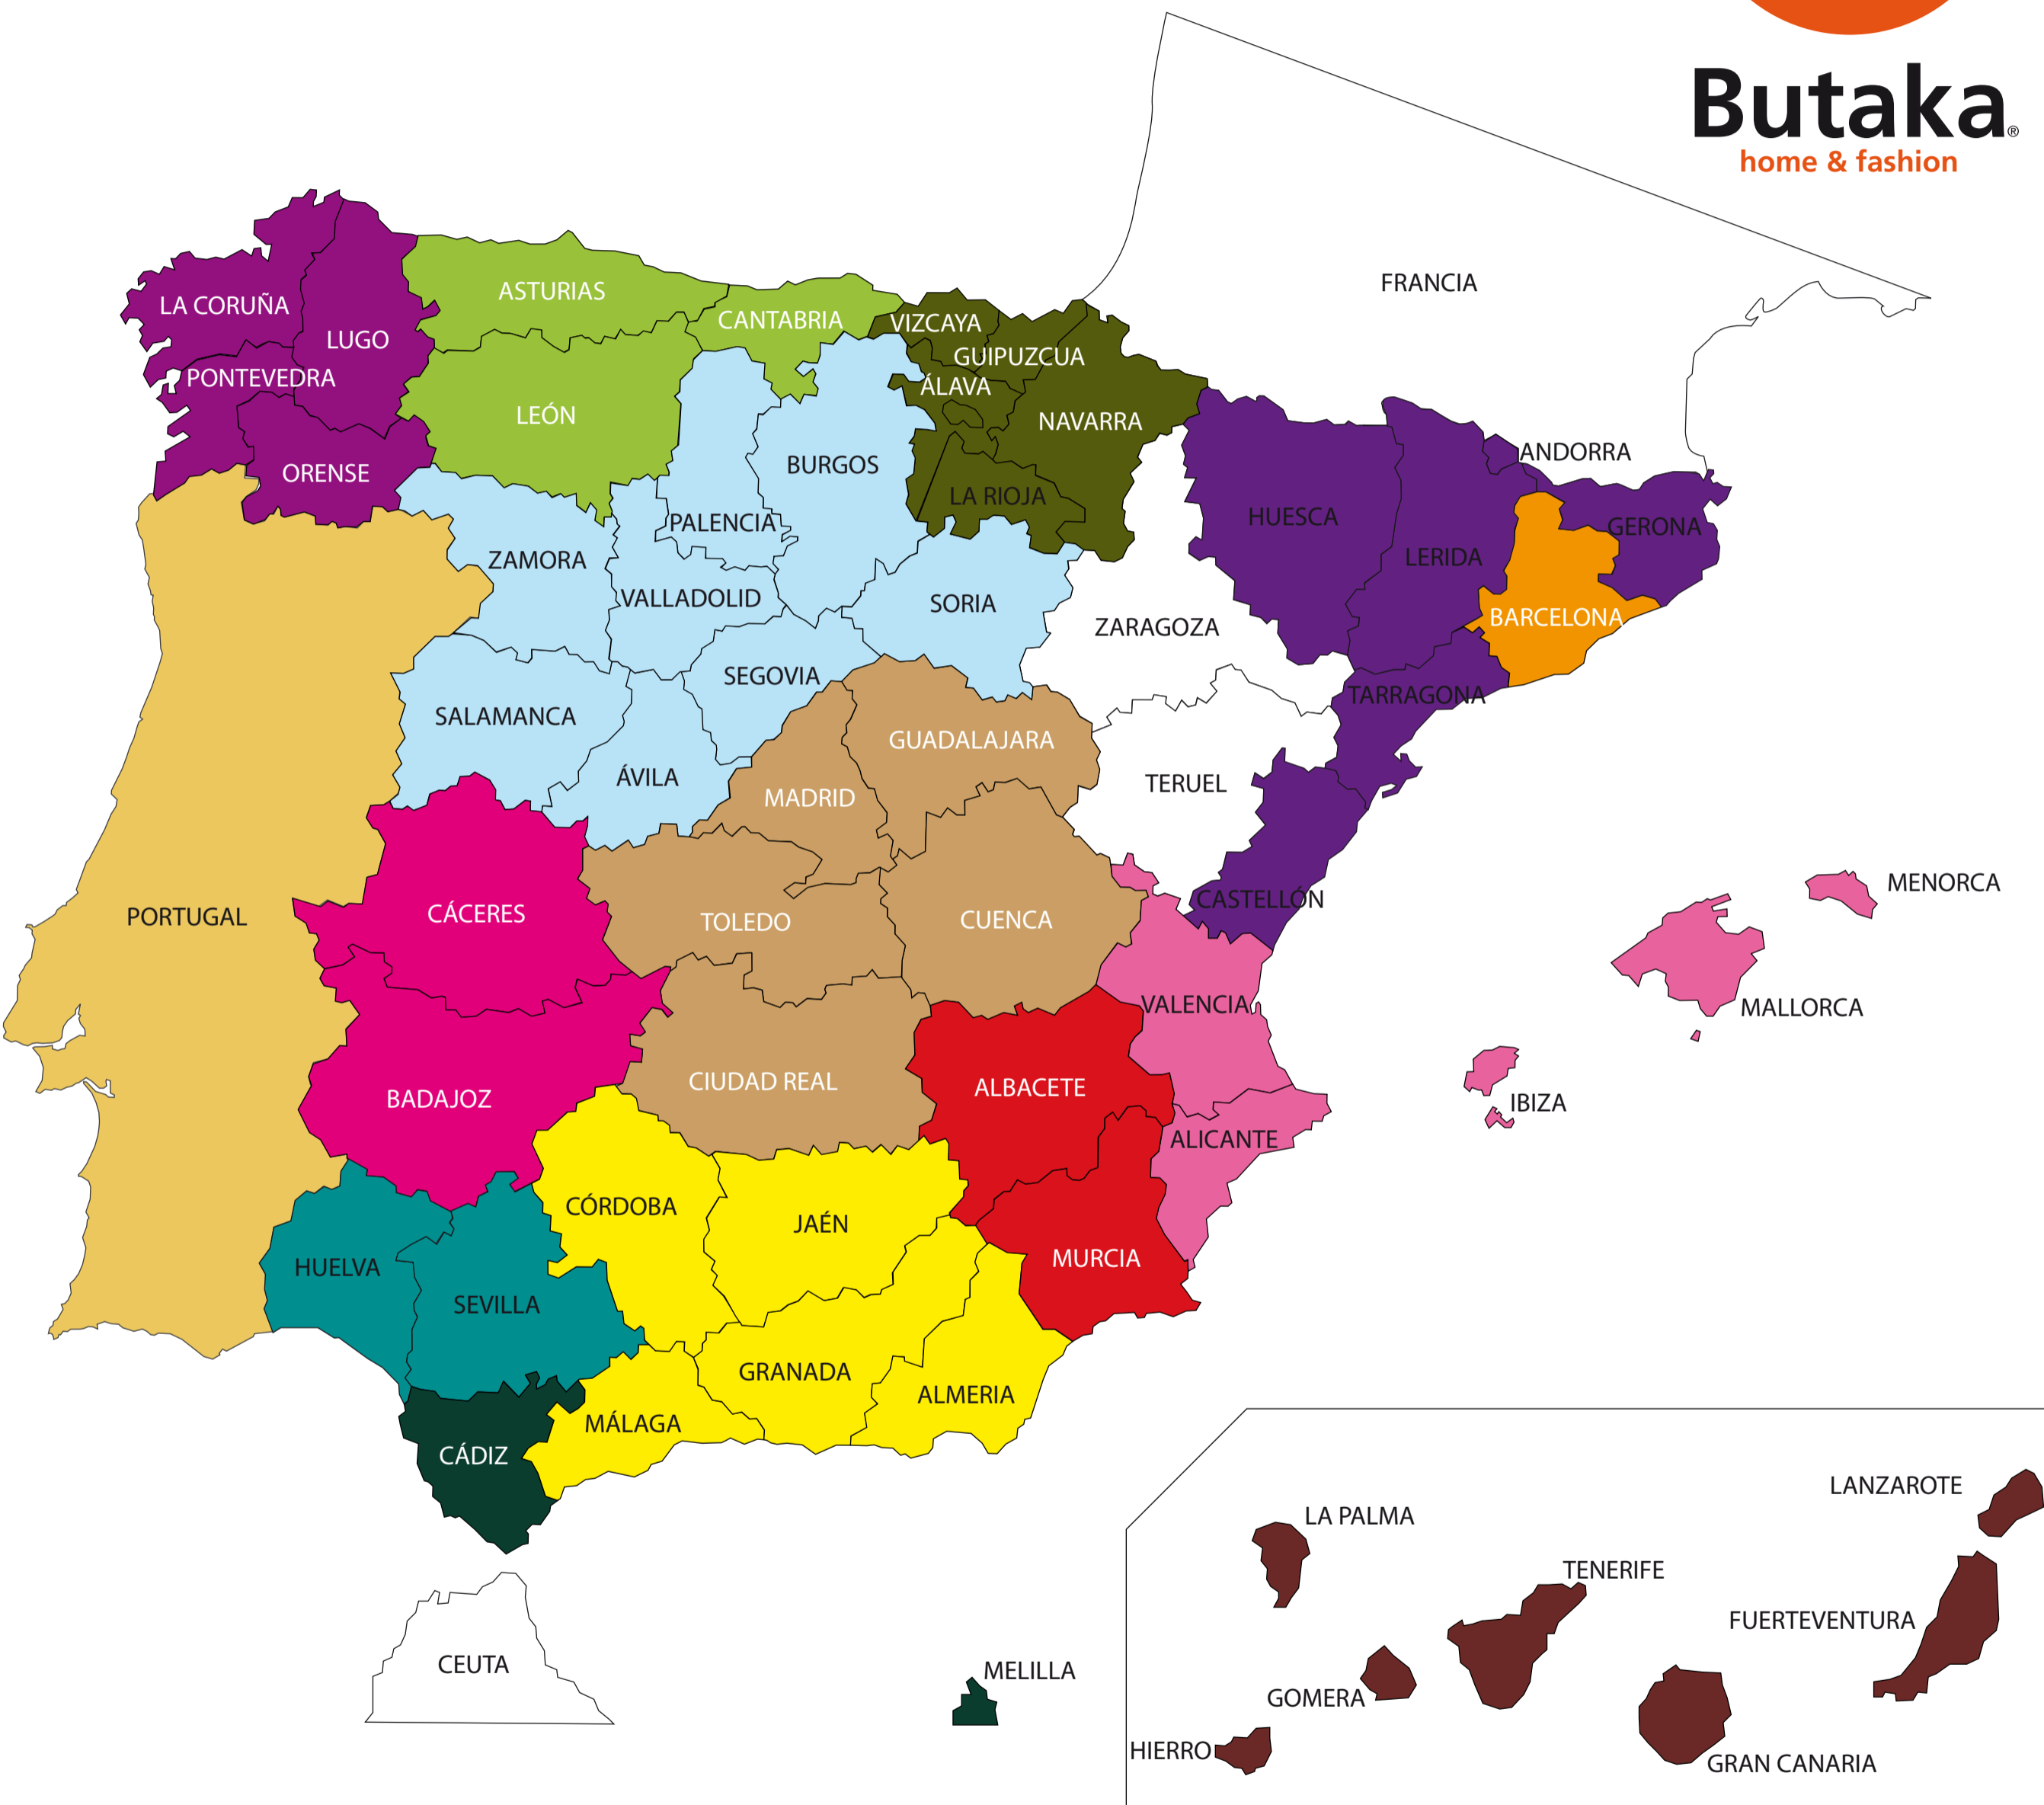 Butaka®
home & fashion
FRANCIA
LA CORUÑA
LUGO
PONTEVEDRA
ORENSE
ASTURIAS
CANTABRIA
LEÓN
VIZCAYA
GUIPUZCUA
ÁLAVA
NAVARRA
LA RIOJA
ANDORRA
HUESCA
LERIDA
GERONA
BARCELONA
TARRAGONA
BURGOS
PALENCIA
ZAMORA
VALLADOLID
SORIA
ZARAGOZA
SEGOVIA
SALAMANCA
ÁVILA
GUADALAJARA
MADRID
TERUEL
CASTELLÓN
PORTUGAL
CÁCERES
TOLEDO
CUENCA
MENORCA
MALLORCA
IBIZA
VALENCIA
BADAJOZ
CIUDAD REAL
ALBACETE
ALICANTE
CÓRDOBA
JAÉN
MURCIA
HUELVA
SEVILLA
GRANADA
ALMERIA
MÁLAGA
CÁDIZ
CEUTA
MELILLA
LANZAROTE
LA PALMA
TENERIFE
FUERTEVENTURA
GOMERA
HIERRO
GRAN CANARIA